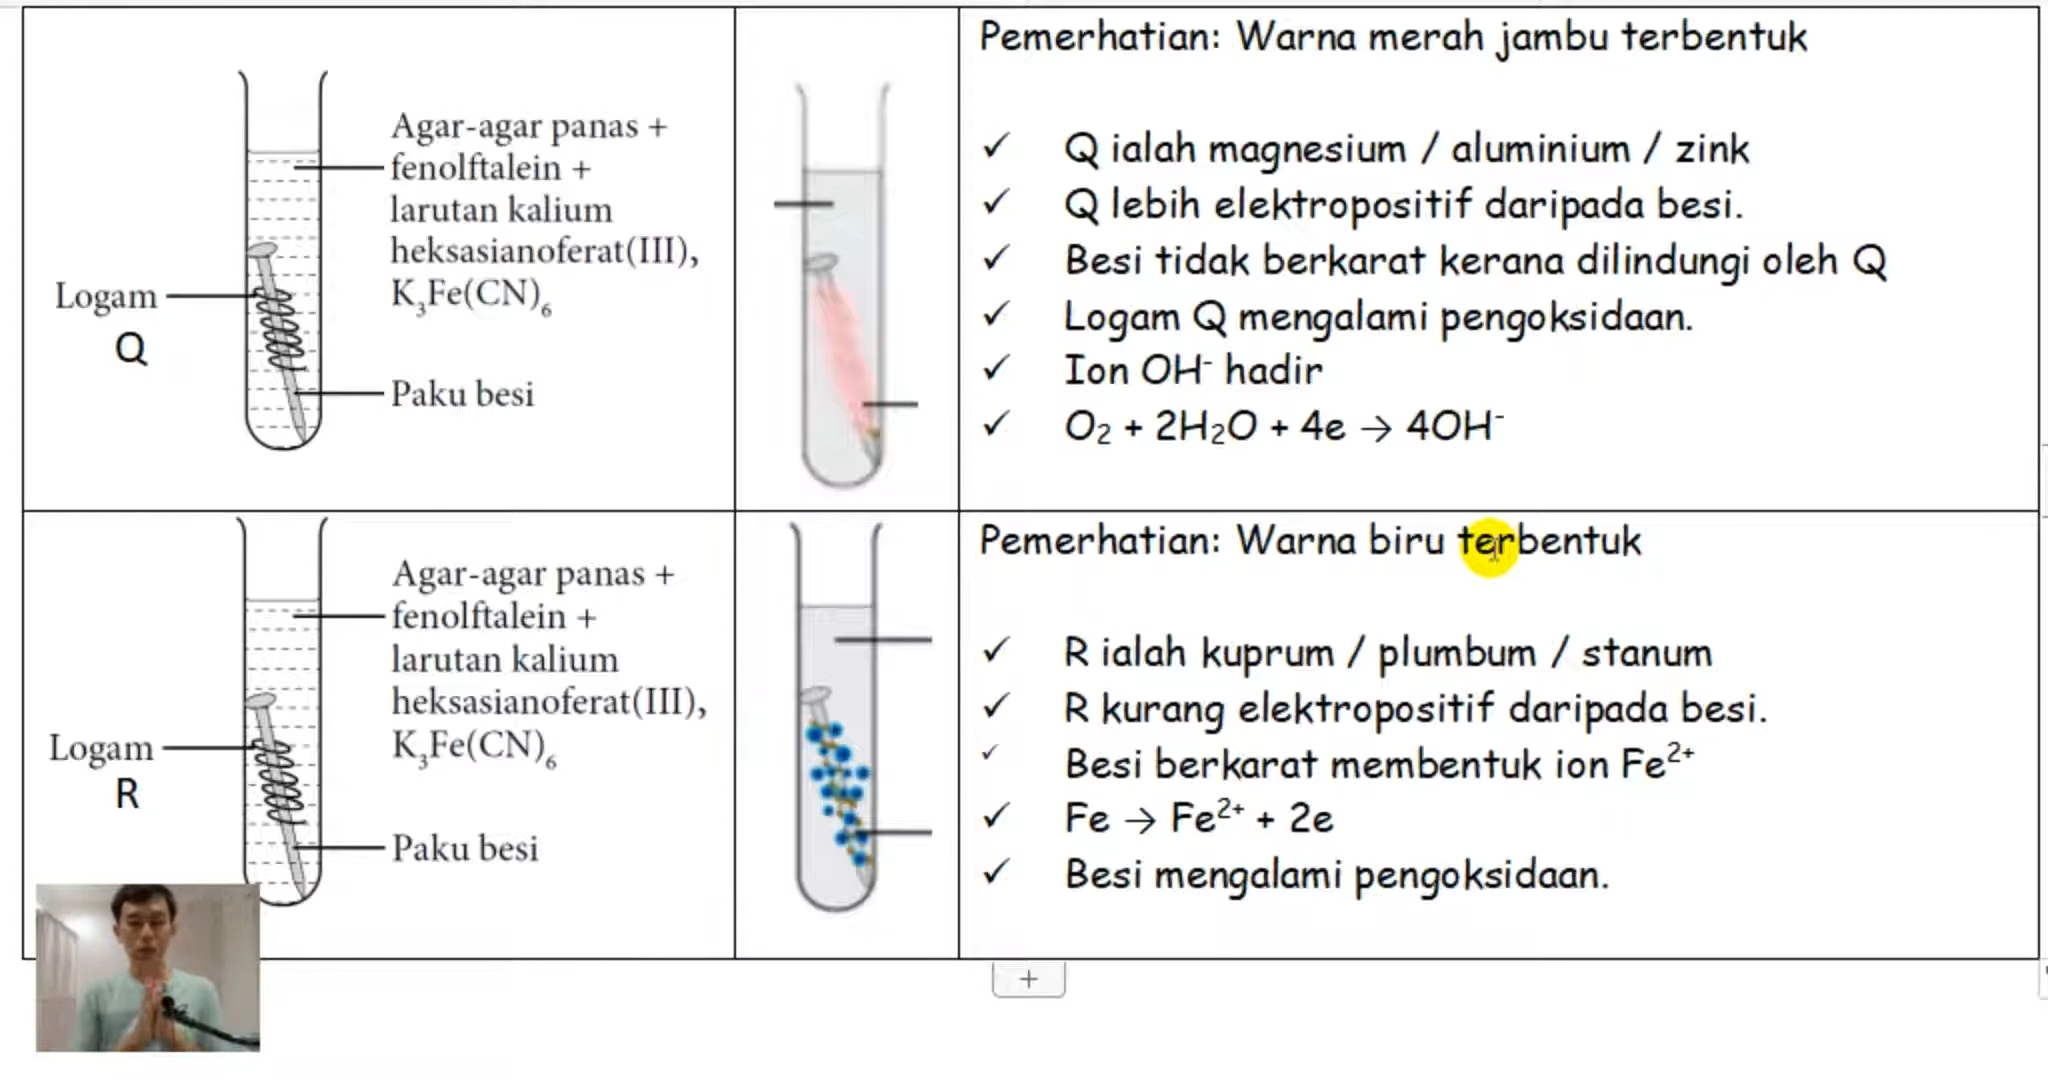 Agar-agar panas +
fenolftalein +
larutan kalium
heksasianoferat(III),
K₃Fe(CN)₆
Logam
Q
Paku besi
Pemerhatian: Warna merah jambu terbentuk
✓ Q ialah magnesium / aluminium / zink
✓ Q lebih elektropositif daripada besi.
✓ Besi tidak berkarat kerana dilindungi oleh Q
✓ Logam Q mengalami pengoksidaan.
✓ Ion OH⁻ hadir
✓ O₂ + 2H₂O + 4e → 4OH⁻
Agar-agar panas +
fenolftalein +
larutan kalium
heksasianoferat(III),
K₃Fe(CN)₆
Logam
R
Paku besi
Pemerhatian: Warna biru terbentuk
✓ R ialah kuprum / plumbum / stanum
✓ R kurang elektropositif daripada besi.
✓ Besi berkarat membentuk ion Fe²⁺
✓ Fe → Fe²⁺ + 2e
✓ Besi mengalami pengoksidaan.
+